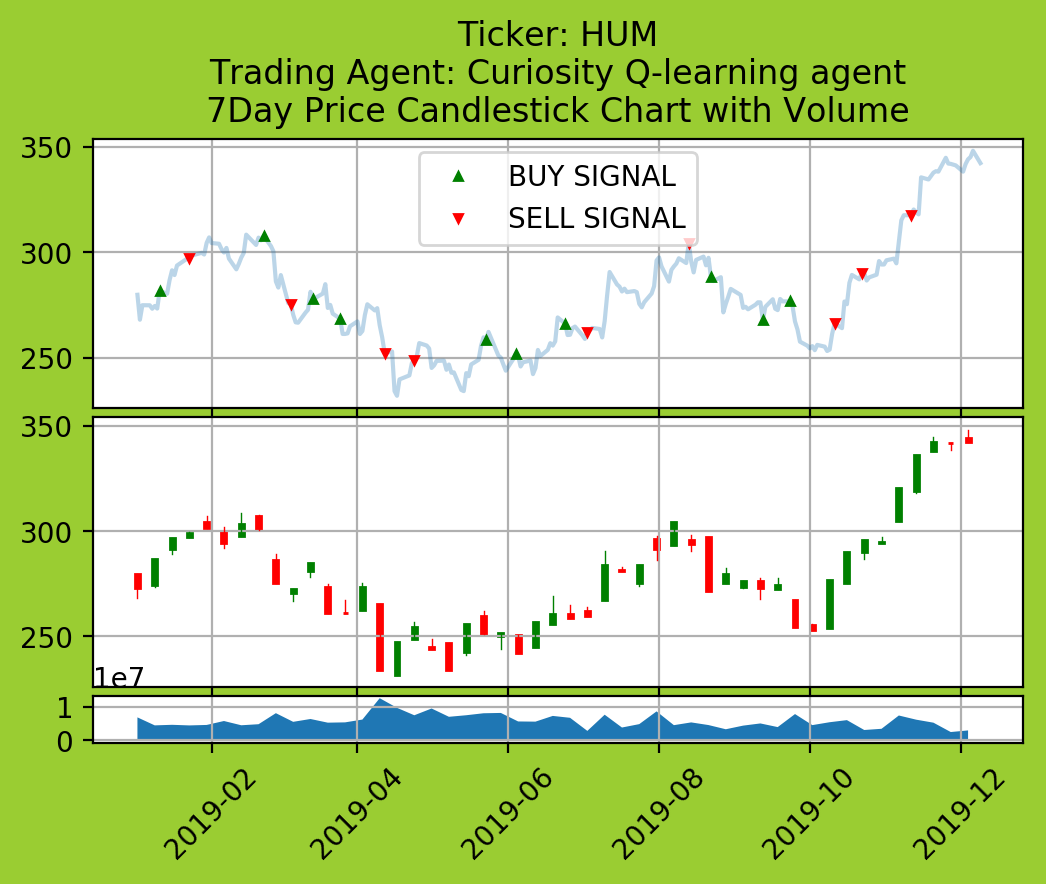 Ticker: HUM
Trading Agent: Curiosity Q-learning agent
7Day Price Candlestick Chart with Volume
350
300
250
BUY SIGNAL
SELL SIGNAL
350
300
250
1e7
1
0
2019-02
2019-04
2019-06
2019-08
2019-10
2019-12